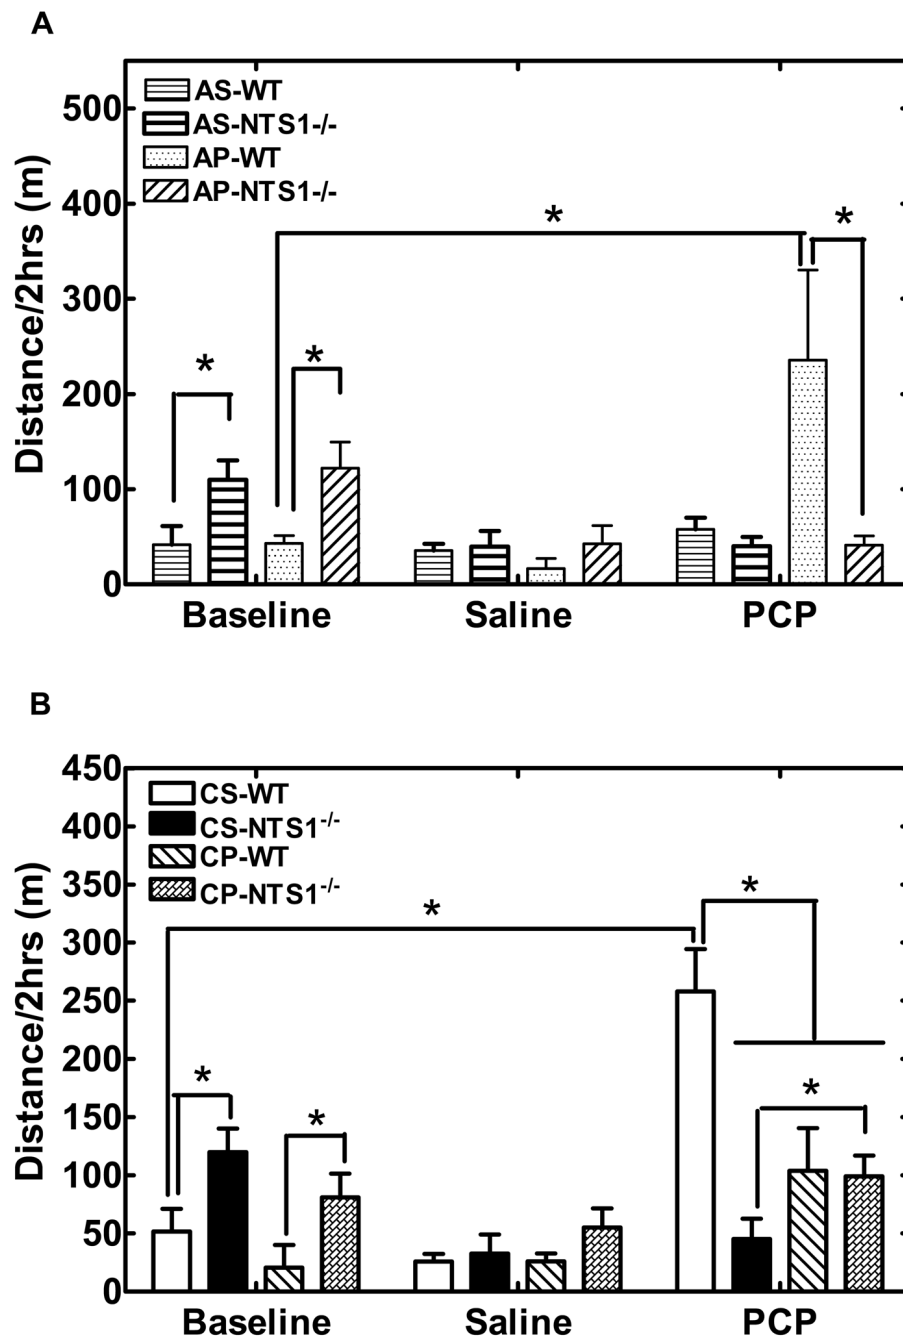 A
Distance/2hrs (m)
500
400
300
200
100
0
AS-WT
AS-NTS1-/-
AP-WT
AP-NTS1-/-
*
*
*
*
Baseline Saline PCP
B
Distance/2hrs (m)
450
400
350
300
250
200
150
100
50
0
CS-WT
CS-NTS1-/-
CP-WT
CP-NTS1-/-
*
*
*
*
*
Baseline Saline PCP